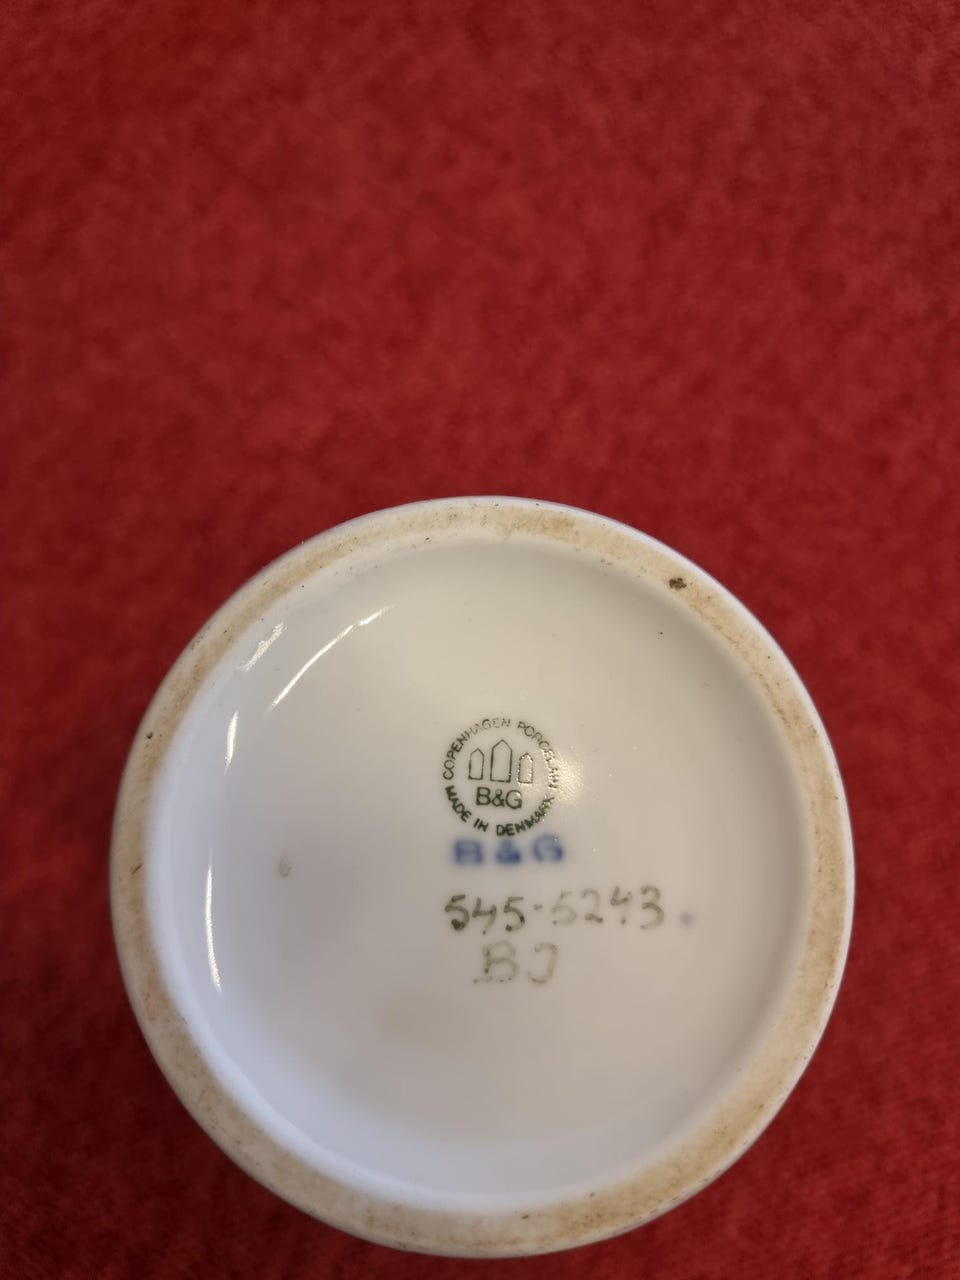 COPENHAGEN PORCELAIN
B&G
MADE IN DENMARK
B & G
545-5243.
BJ